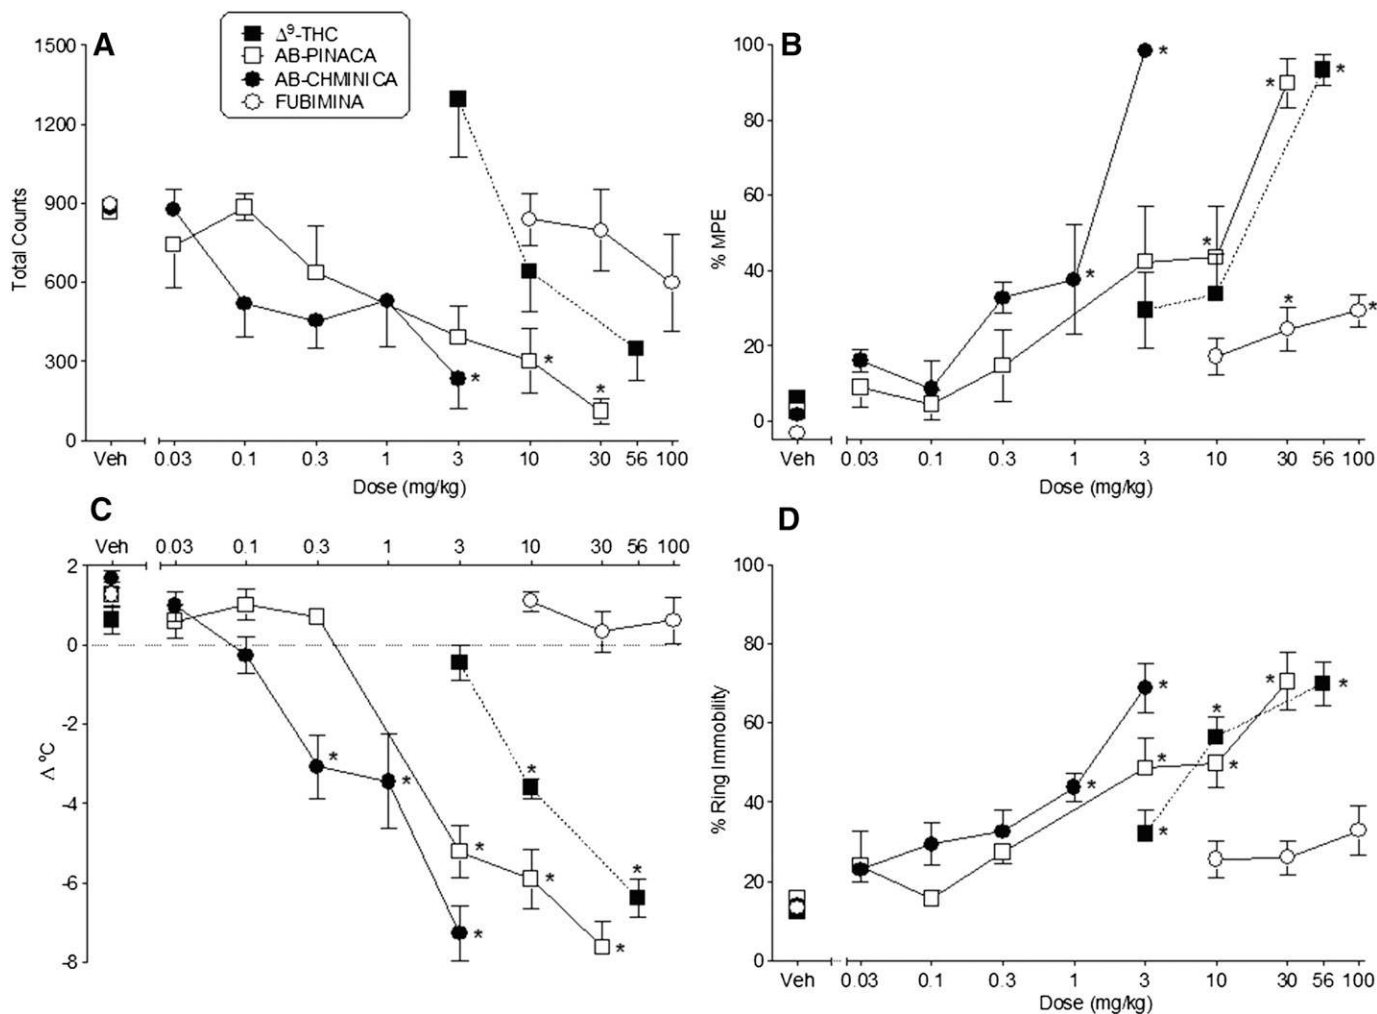 A
Δ⁹-THC
AB-PINACA
AB-CHMINICA
FUBIMINA
1500
1200
900
600
300
0
Total Counts
Veh 0.03 0.1 0.3 1 3 10 30 56 100
Dose (mg/kg)
* * *
B
100
80
60
40
20
0
% MPE
Veh 0.03 0.1 0.3 1 3 10 30 56 100
Dose (mg/kg)
* * * * * * *
C
Veh 0.03 0.1 0.3 1 3 10 30 56 100
2
0
-2
-4
-6
-8
Δ ºC
* * * * * * * *
D
100
80
60
40
20
0
% Ring Immobility
* * * * * * * *
Veh 0.03 0.1 0.3 1 3 10 30 56 100
Dose (mg/kg)